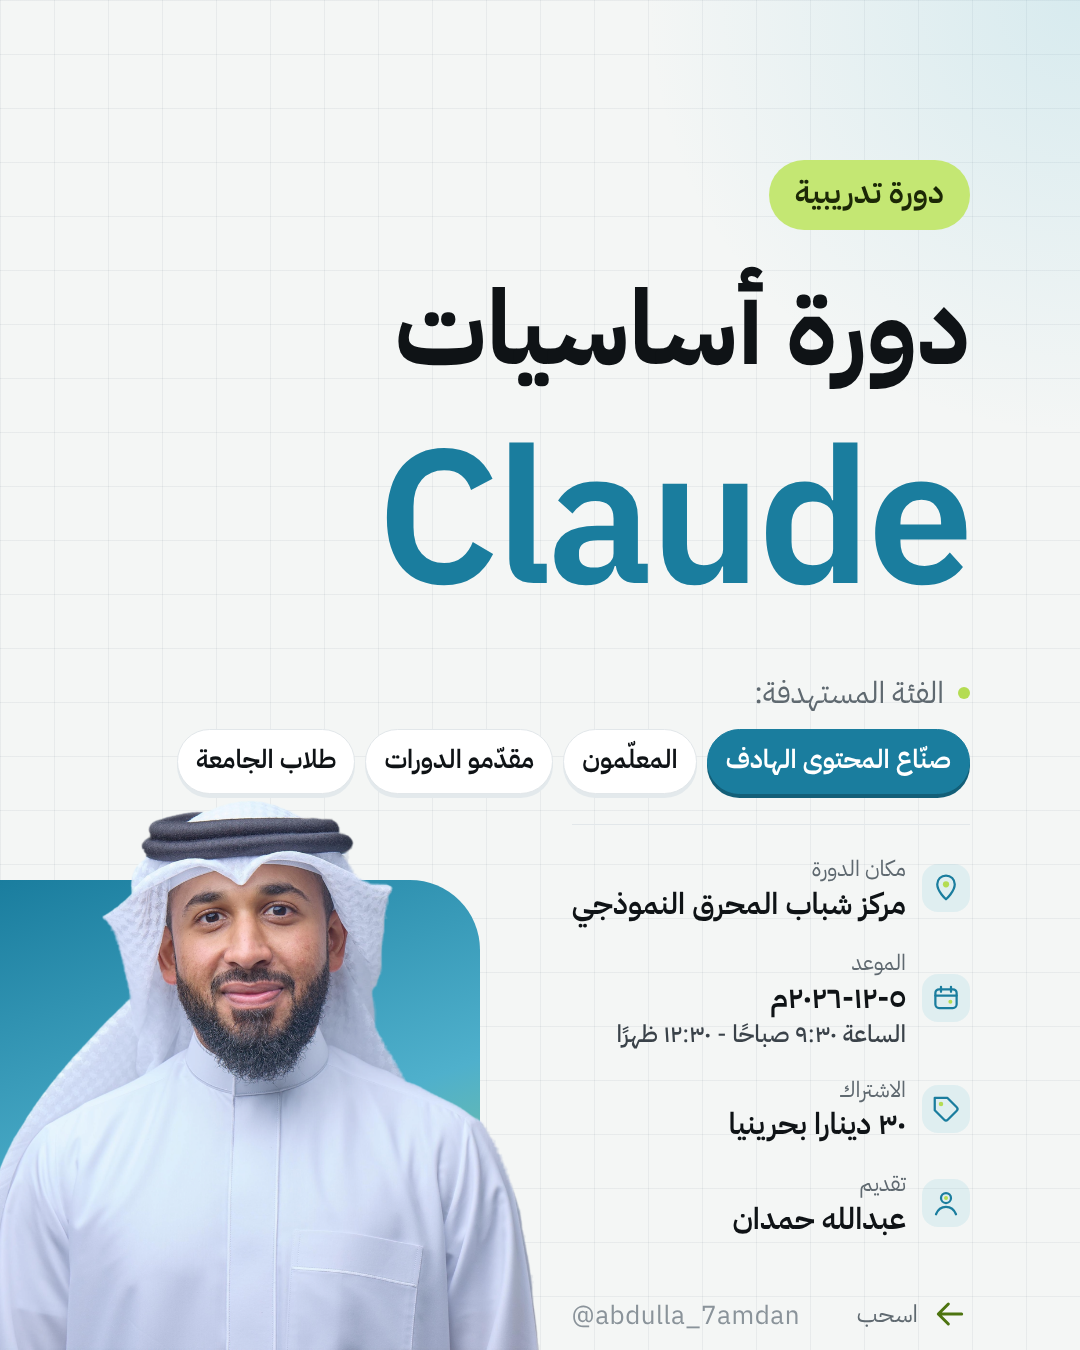 دورة تدريبية
دورة أساسيات
Claude
الفئة المستهدفة:
صنّاع المحتوى الهادف
المعلّمون
مقدّمو الدورات
طلاب الجامعة
مكان الدورة
مركز شباب المحرق النموذجي
الموعد
٥-١٢-٢٠٢٦م
الساعة ٩:٣٠ صباحًا - ١٢:٣٠ ظهرًا
الاشتراك
٣٠ دينارا بحرينيا
تقديم
عبدالله حمدان
اسحب
@abdulla_7amdan